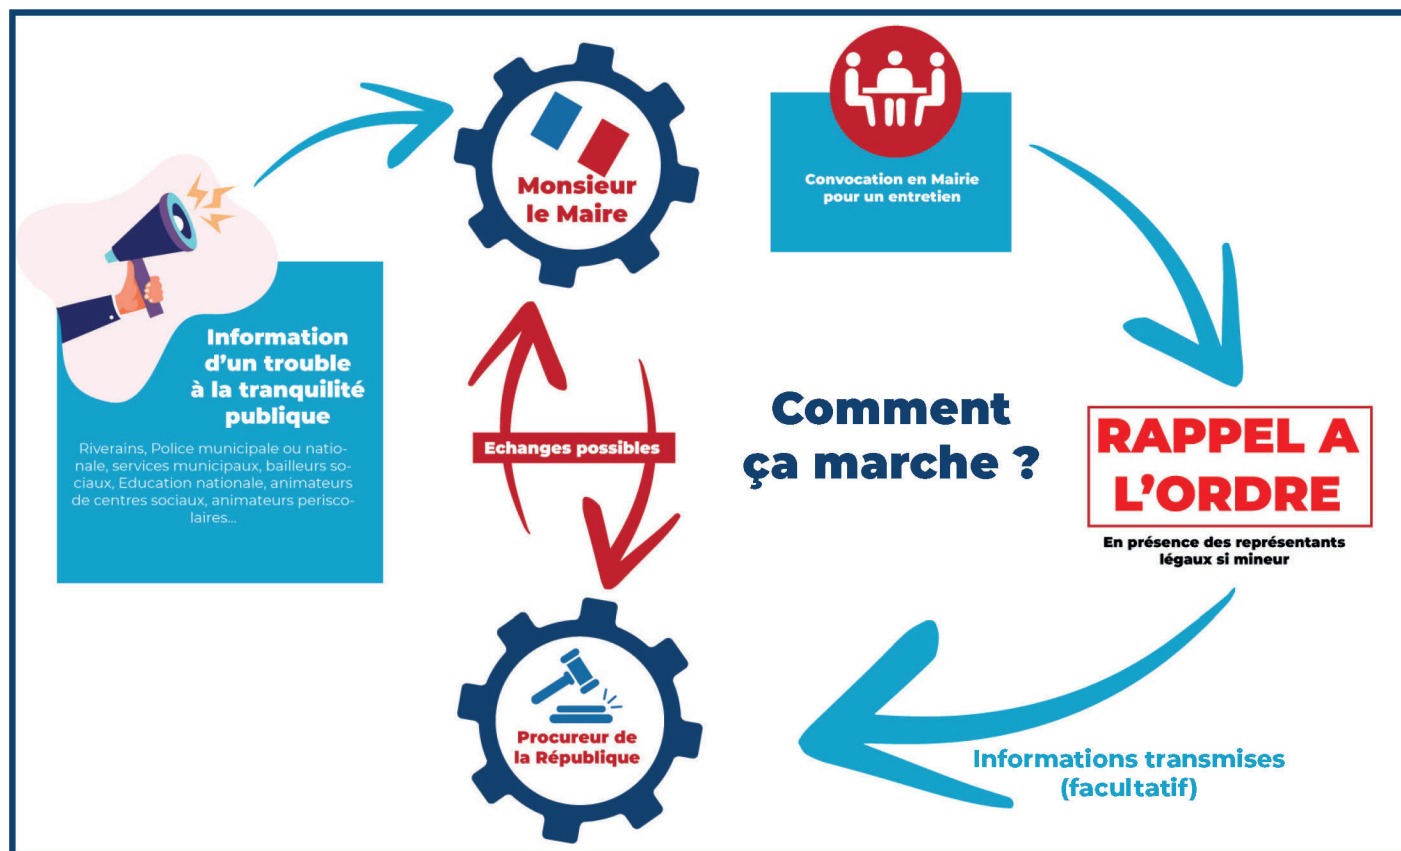 Information
d'un trouble
à la tranquilité
publique
Riverains, Police municipale ou natio-
nale, services municipaux, bailleurs so-
ciaux, Education nationale, animateurs
de centres sociaux, animateurs perisco-
laires...
Monsieur
le Maire
Convocation en Mairie
pour un entretien
Echanges possibles
Comment
ça marche ?
RAPPEL A
L'ORDRE
En présence des représentants
légaux si mineur
Procureur de
la République
Informations transmises
(facultatif)